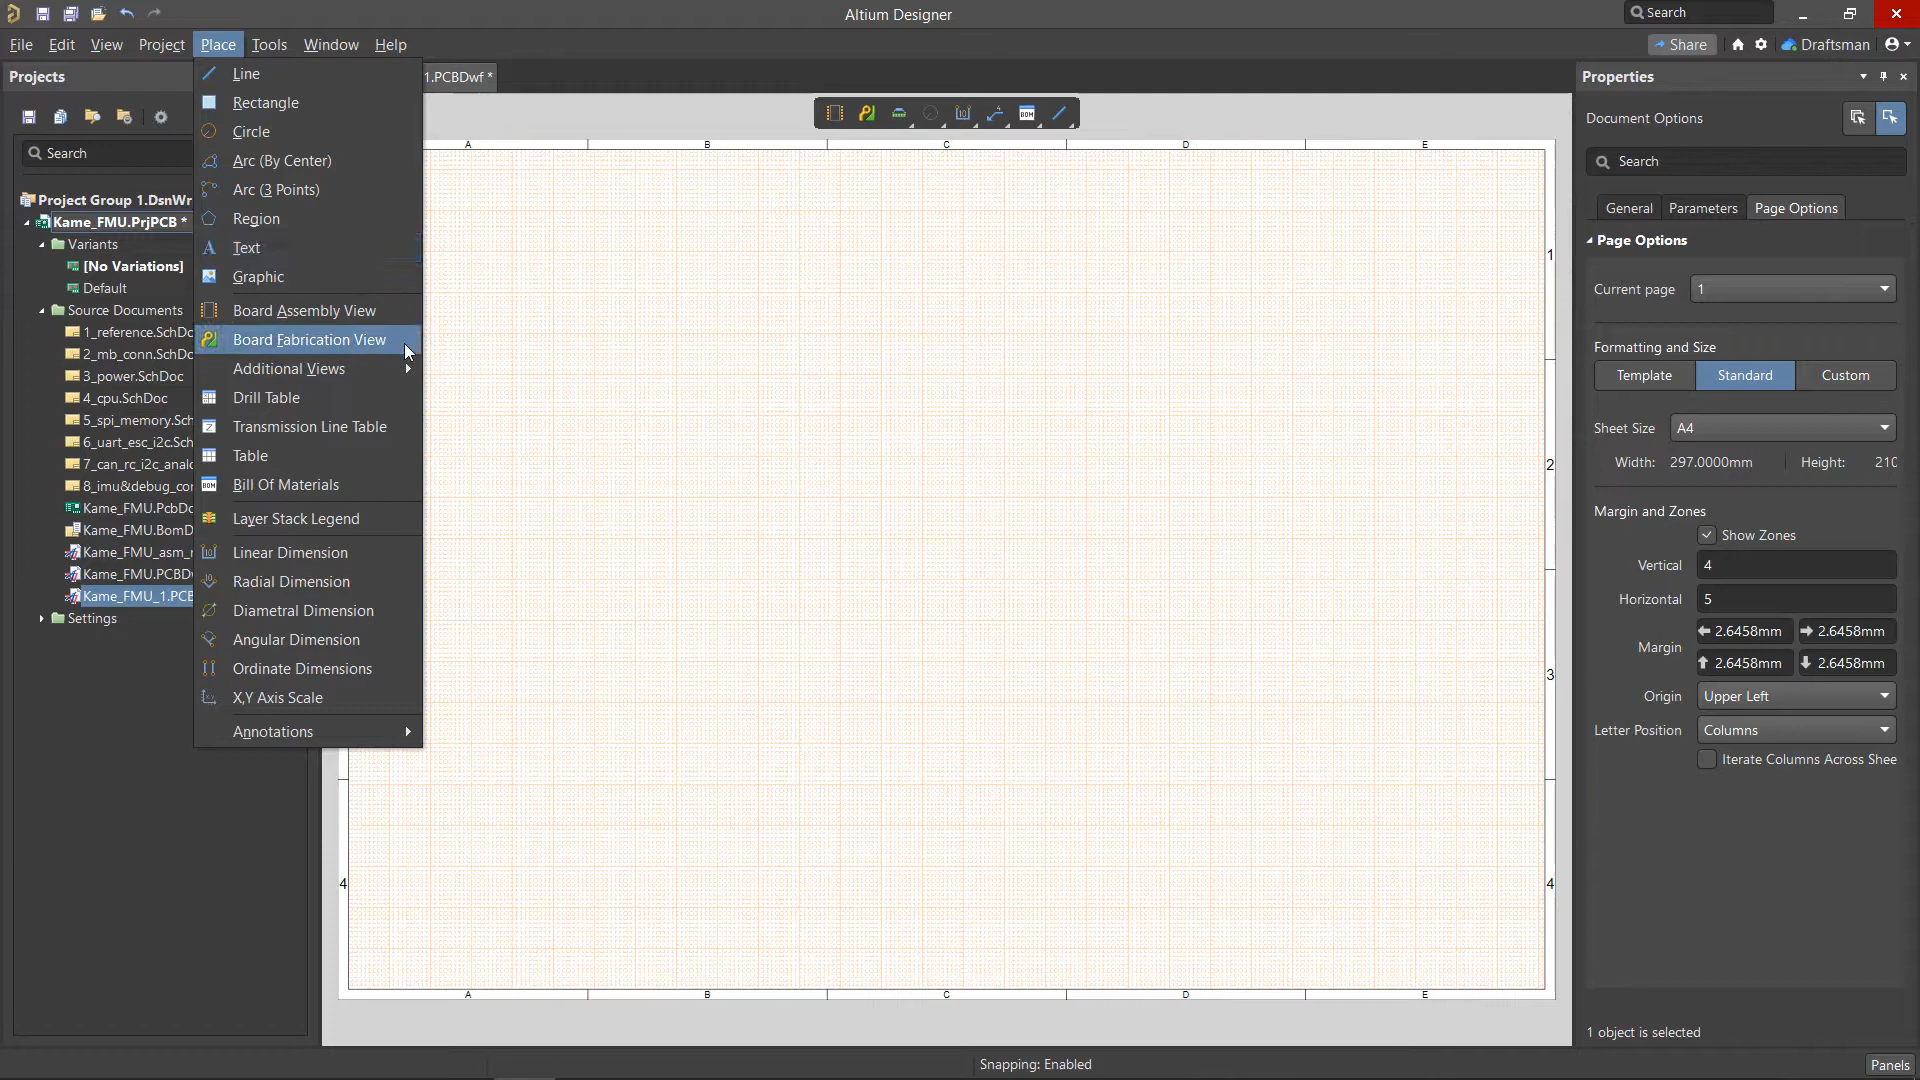 Altium Designer
Search
File Edit View Project Place Tools Window Help
Share
Draftsman
Projects
Search
Project Group 1.DsnWr
Kame_FMU.PrjPCB *
Variants
[No Variations]
Default
Source Documents
1_reference.SchDo
2_mb_conn.SchDo
3_power.SchDoc
4_cpu.SchDoc
5_spi_memory.Sch
6_uart_esc_i2c.Sch
7_can_rc_i2c_analo
8_imu&debug_cor
Kame_FMU.PcbDo
Kame_FMU.BomD
Kame_FMU_asm_r
Kame_FMU.PCBD
Kame_FMU_1.PCB
Settings
Line
Rectangle
Circle
Arc (By Center)
Arc (3 Points)
Region
Text
Graphic
Board Assembly View
Board Fabrication View
Additional Views
Drill Table
Transmission Line Table
Table
Bill Of Materials
Layer Stack Legend
Linear Dimension
Radial Dimension
Diametral Dimension
Angular Dimension
Ordinate Dimensions
X,Y Axis Scale
Annotations
1.PCBDwf *
A B C D E
1
2
3
4 4
A B C D E
Properties
Document Options
Search
General Parameters Page Options
Page Options
Current page 1
Formatting and Size
Template Standard Custom
Sheet Size A4
Width: 297.0000mm Height: 210
Margin and Zones
Show Zones
Vertical 4
Horizontal 5
Margin 2.6458mm 2.6458mm
2.6458mm 2.6458mm
Origin Upper Left
Letter Position Columns
Iterate Columns Across Shee
1 object is selected
Snapping: Enabled
Panels